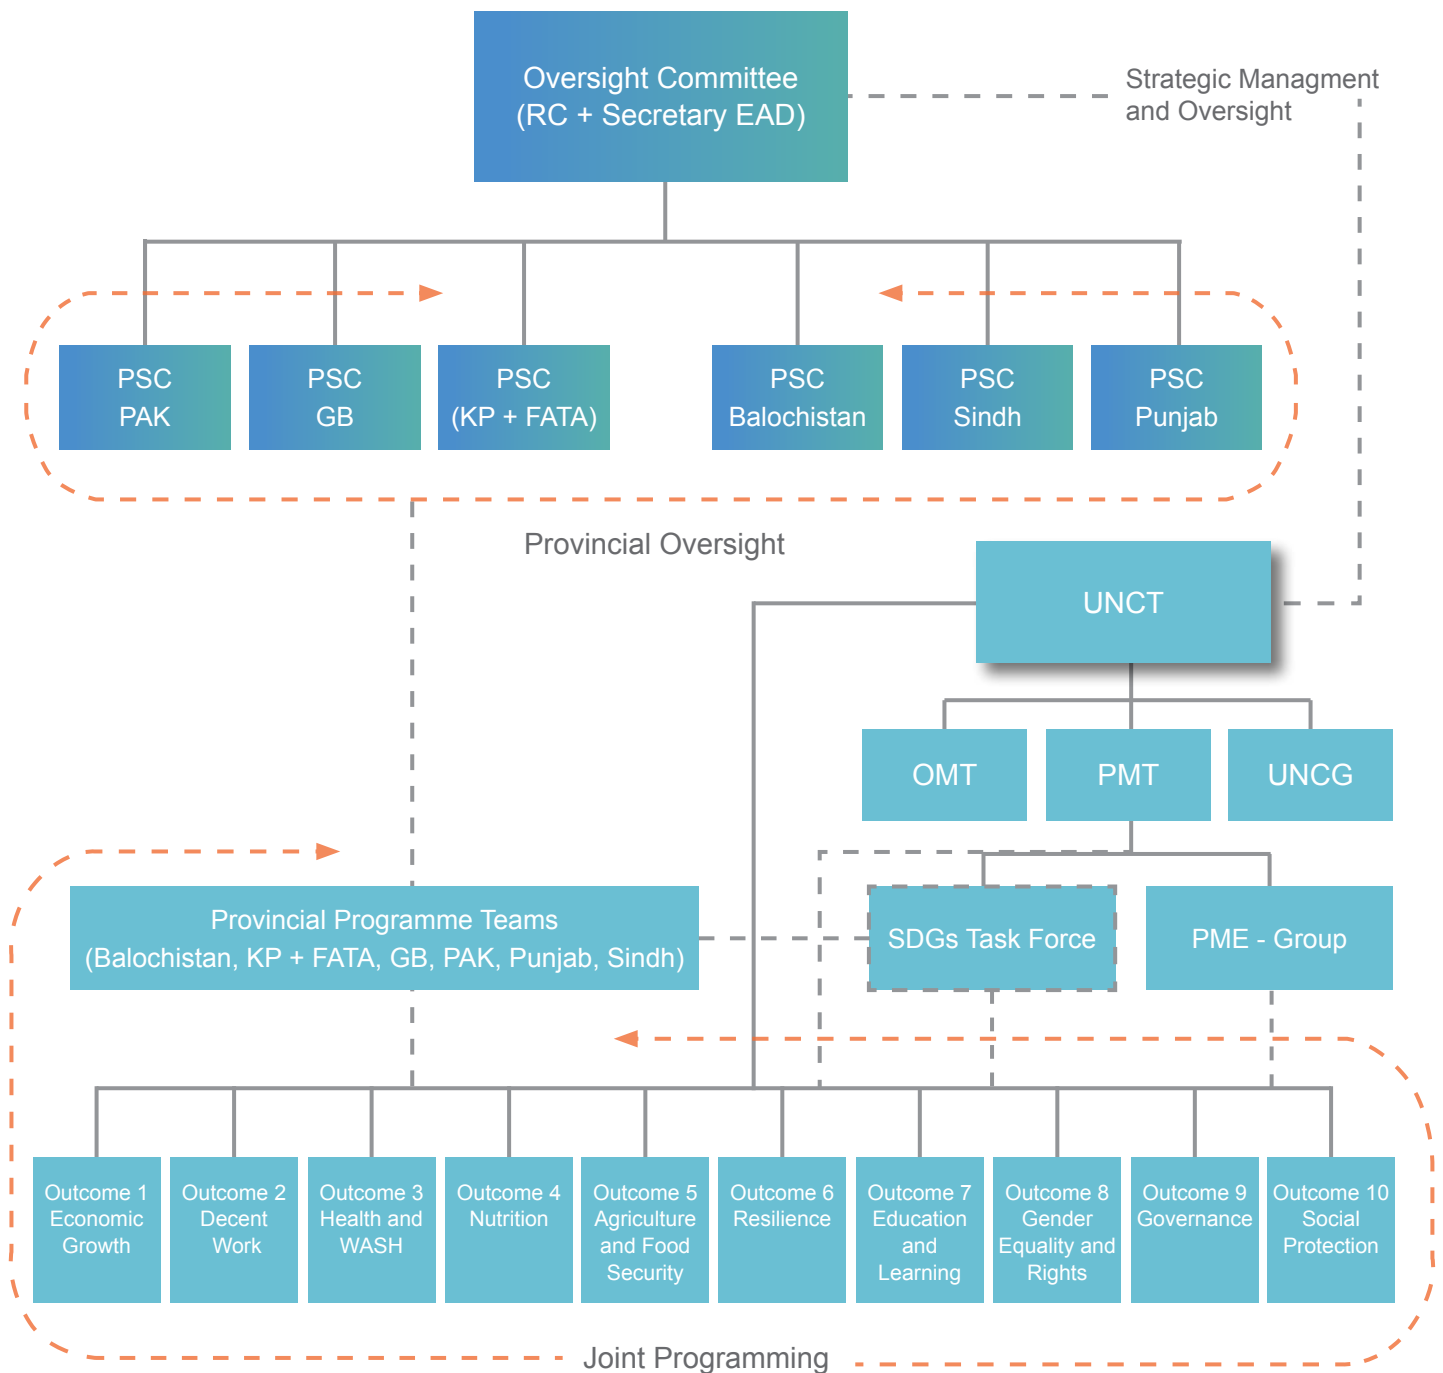 Oversight Committee
(RC + Secretary EAD)
Strategic Managment
and Oversight
PSC
PAK
PSC
GB
PSC
(KP + FATA)
PSC
Balochistan
PSC
Sindh
PSC
Punjab
Provincial Oversight
UNCT
OMT
PMT
UNCG
Provincial Programme Teams
(Balochistan, KP + FATA, GB, PAK, Punjab, Sindh)
SDGs Task Force
PME - Group
Outcome 1
Economic
Growth
Outcome 2
Decent
Work
Outcome 3
Health and
WASH
Outcome 4
Nutrition
Outcome 5
Agriculture
and Food
Security
Outcome 6
Resilience
Outcome 7
Education
and
Learning
Outcome 8
Gender
Equality and
Rights
Outcome 9
Governance
Outcome 10
Social
Protection
Joint Programming